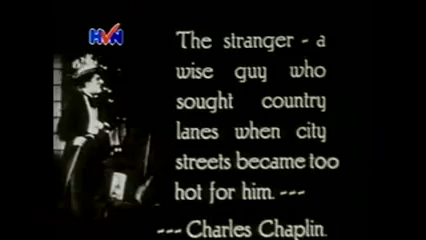 HVN
The stranger - a
wise guy who
sought country
lanes when city
streets became too
hot for him. ---
--- Charles Chaplin.